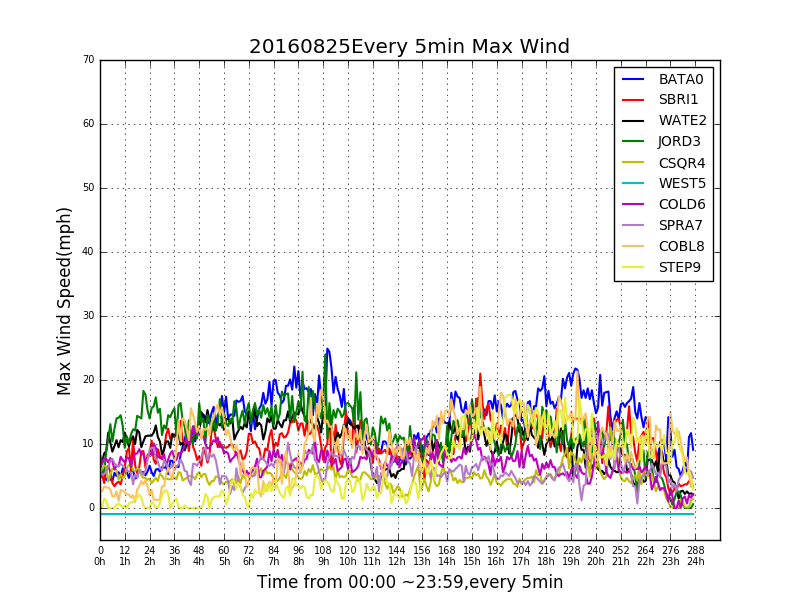 20160825Every 5min Max Wind
70
60
50
40
30
20
10
0
Max Wind Speed(mph)
BATA0
SBRI1
WATE2
JORD3
CSQR4
WEST5
COLD6
SPRA7
COBL8
STEP9
0 12 24 36 48 60 72 84 96 108 120 132 144 156 168 180 192 204 216 228 240 252 264 276 288
0h 1h 2h 3h 4h 5h 6h 7h 8h 9h 10h 11h 12h 13h 14h 15h 16h 17h 18h 19h 20h 21h 22h 23h 24h
Time from 00:00 ~23:59,every 5min